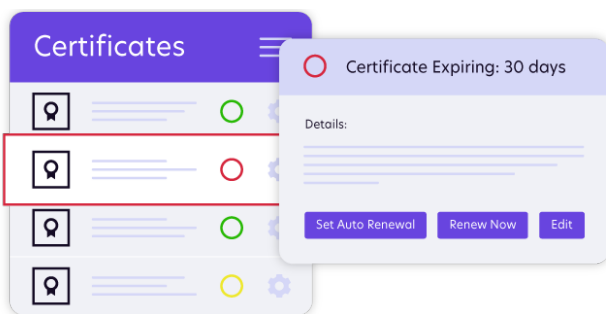 Certificates
Certificate Expiring: 30 days
Details:
Set Auto Renewal
Renew Now
Edit